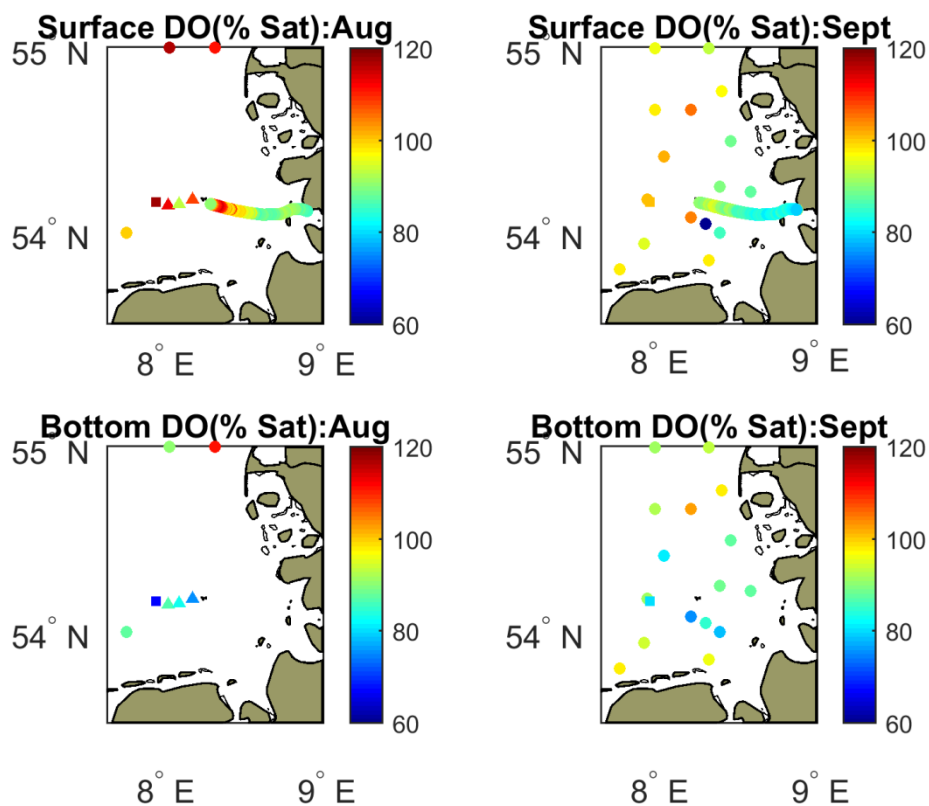 Surface DO(% Sat):Aug
55° N
54° N
8° E
9° E
120
100
80
60
Surface DO(% Sat):Sept
55° N
54° N
8° E
9° E
120
100
80
60
Bottom DO(% Sat):Aug
55° N
54° N
8° E
9° E
120
100
80
60
Bottom DO(% Sat):Sept
55° N
54° N
8° E
9° E
120
100
80
60